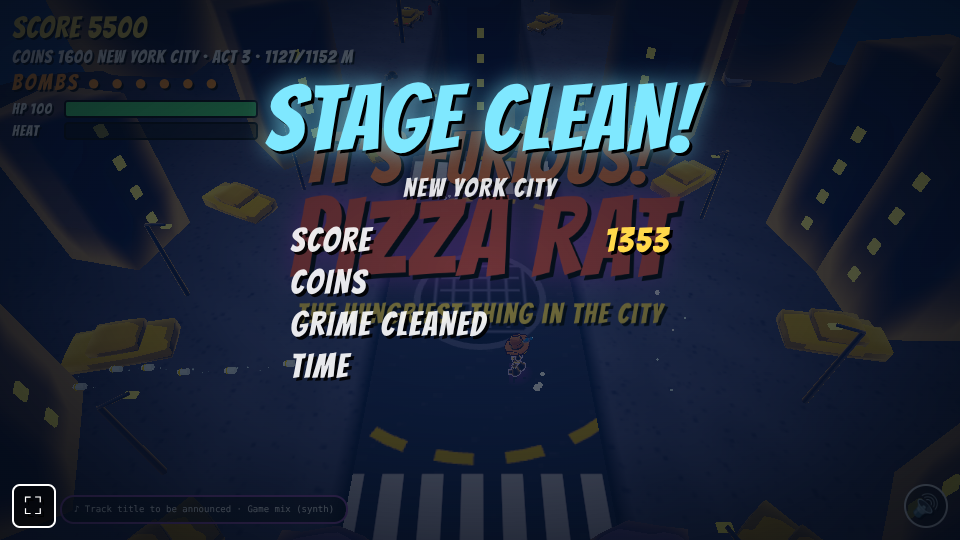 SCORE 5500
COINS 1600 NEW YORK CITY · ACT 3 · 1127/1152 M
BOMBS
HP 100
HEAT
STAGE CLEAN!
IT'S FURIOUS!
NEW YORK CITY
PIZZA RAT
SCORE 1353
COINS
THE HUNGRIEST THING IN THE CITY
GRIME CLEANED
TIME
♪ Track title to be announced · Game mix (synth)